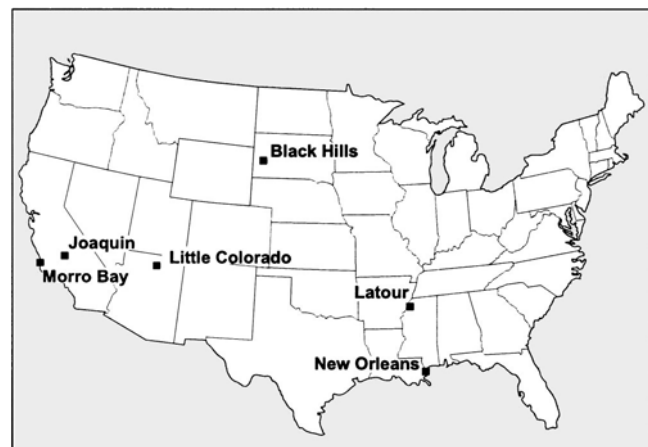 Black Hills
Joaquin
Little Colorado
Morro Bay
Latour
New Orleans